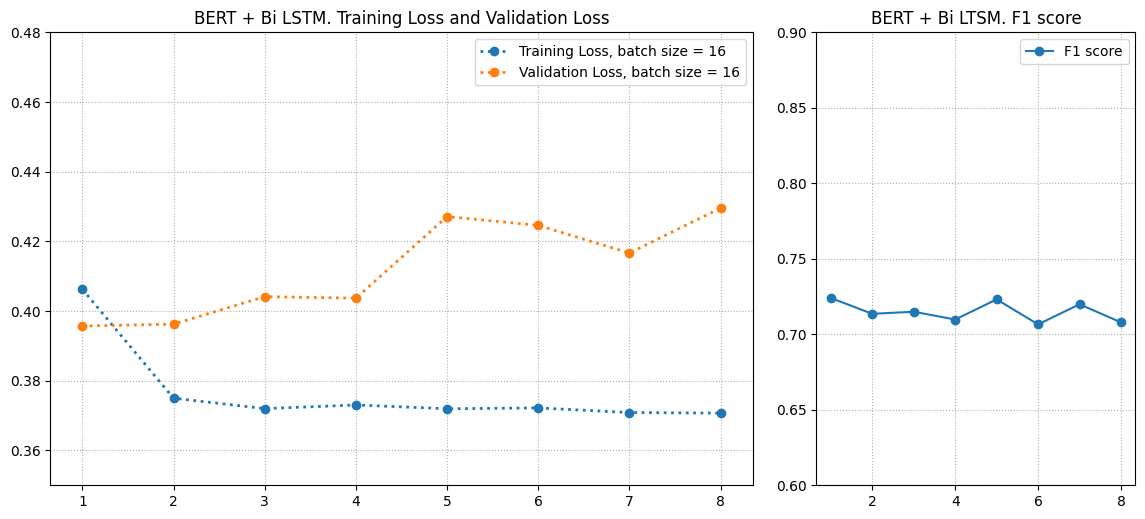 BERT + Bi LSTM. Training Loss and Validation Loss
0.48
0.46
0.44
0.42
0.40
0.38
0.36
1 2 3 4 5 6 7 8
Training Loss, batch size = 16
Validation Loss, batch size = 16
BERT + Bi LTSM. F1 score
0.90
0.85
0.80
0.75
0.70
0.65
0.60
2 4 6 8
F1 score